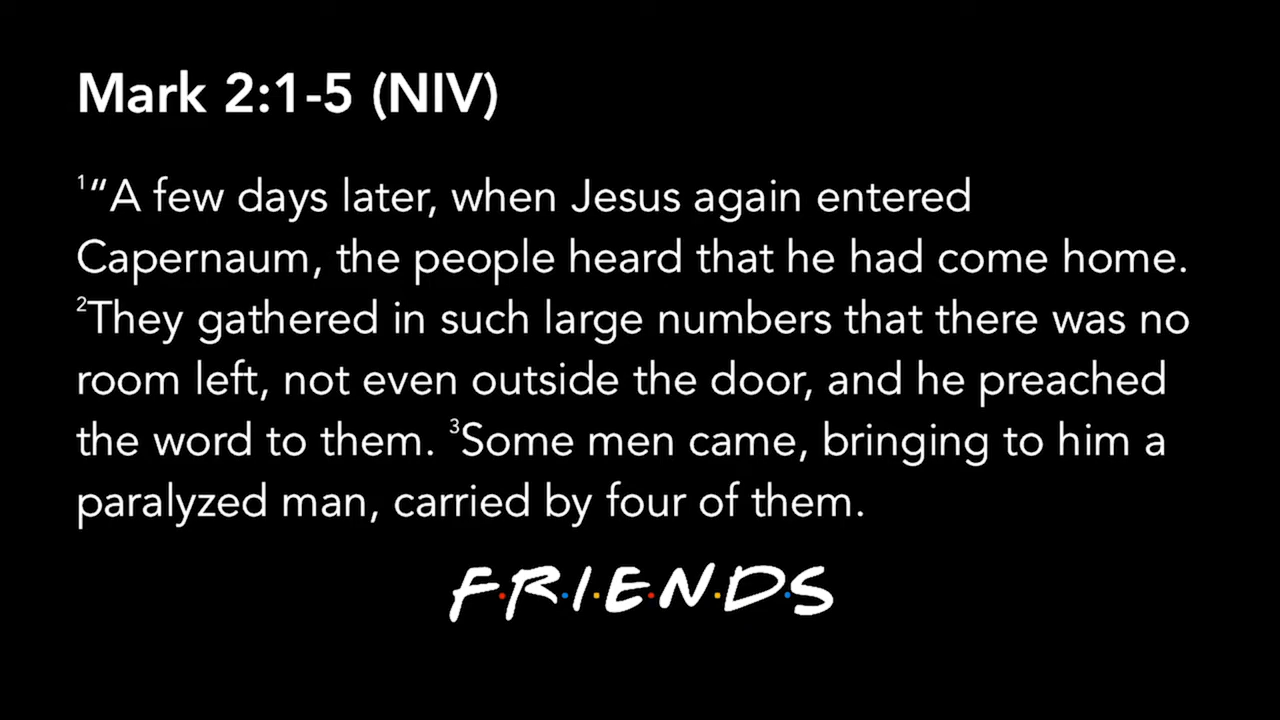 Mark 2:1-5 (NIV)
¹“A few days later, when Jesus again entered
Capernaum, the people heard that he had come home.
²They gathered in such large numbers that there was no
room left, not even outside the door, and he preached
the word to them. ³Some men came, bringing to him a
paralyzed man, carried by four of them.
F·R·I·E·N·D·S